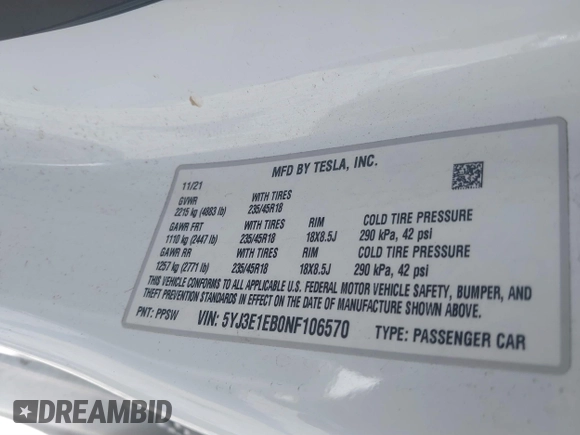 MFD BY TESLA, INC.
11/21
GVWR WITH TIRES
2215 kg (4883 lb) 235/45R18
GAWR FRT WITH TIRES RIM COLD TIRE PRESSURE
1110 kg (2447 lb) 235/45R18 18X8.5J 290 kPa, 42 psi
GAWR RR WITH TIRES RIM COLD TIRE PRESSURE
1257 kg (2771 lb) 235/45R18 18X8.5J 290 kPa, 42 psi
THIS VEHICLE CONFORMS TO ALL APPLICABLE U.S. FEDERAL MOTOR VEHICLE SAFETY, BUMPER, AND
THEFT PREVENTION STANDARDS IN EFFECT ON THE DATE OF MANUFACTURE SHOWN ABOVE.
PNT: PPSW VIN: 5YJ3E1EB0NF106570 TYPE: PASSENGER CAR
DREAMBID